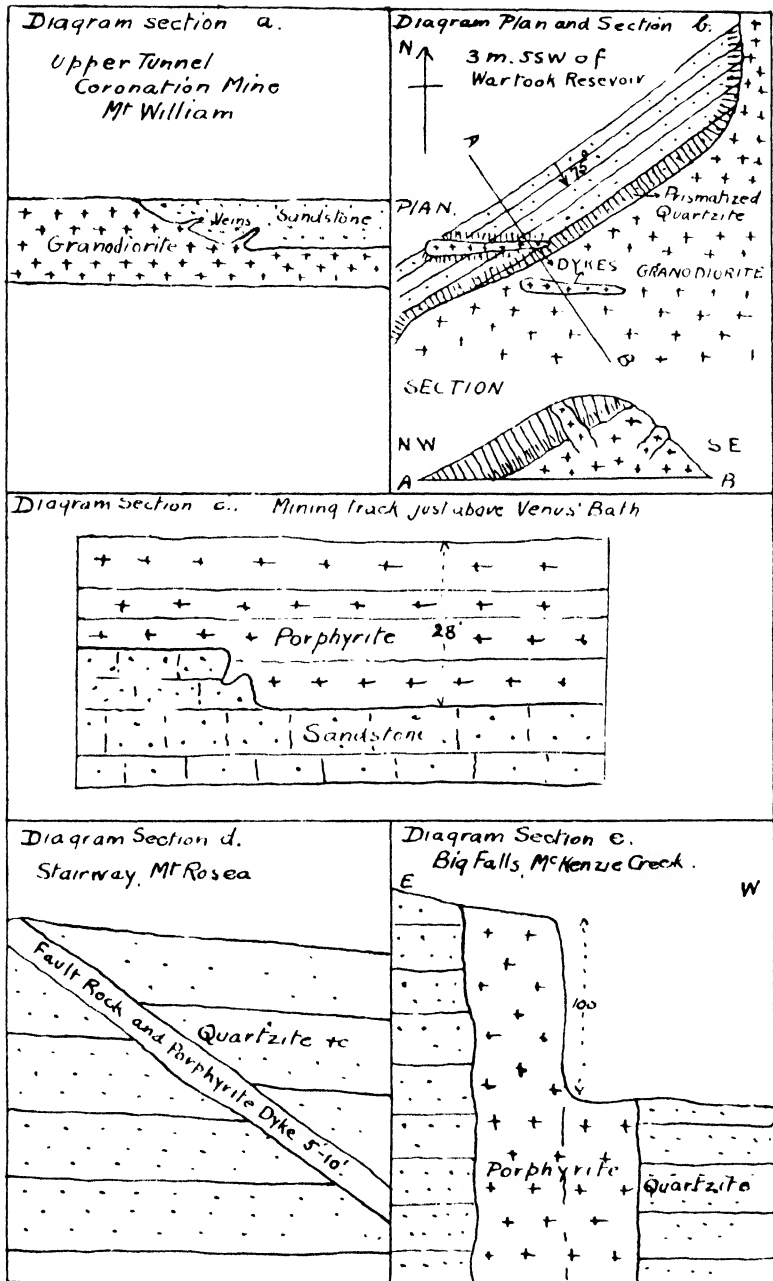 Diagram section a.
Upper Tunnel
Coronation Mine
Mt William
Veins
Sandstone
Granodiorite
Diagram Plan and Section b.
N
3 m. SSW of
Wartook Reservoir
A
75°
PLAN.
Prismatized
Quartzite
DYKES
GRANODIORITE
B
SECTION
NW
SE
A
B
Diagram Section c.. Mining track just above Venus' Bath
Porphyrite
28'
Sandstone
Diagram Section d.
Stairway, Mt Rosea
Fault Rock and Porphyrite Dyke 5'-10'.
Quartzite +c
Diagram Section e.
Big Falls, McKenzie Creek.
E
W
100
Porphyrite
Quartzite